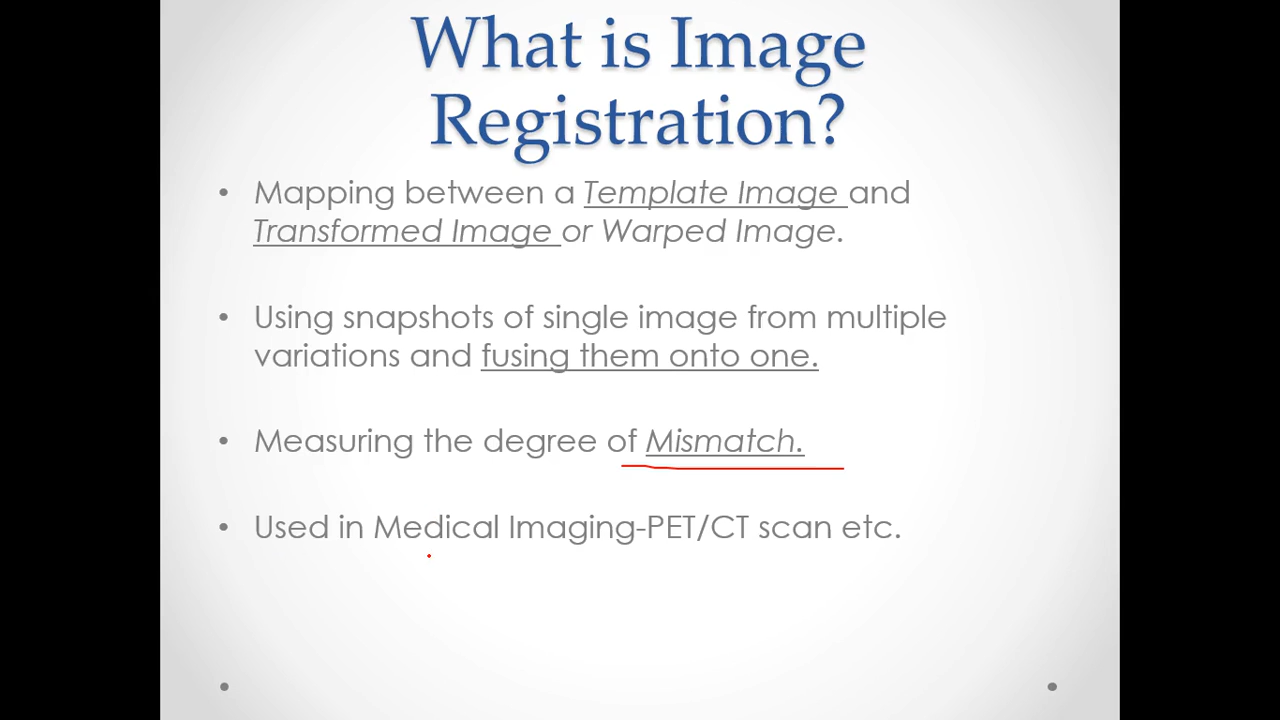 What is Image
Registration?
• Mapping between a Template Image and
Transformed Image or Warped Image.
• Using snapshots of single image from multiple
variations and fusing them onto one.
• Measuring the degree of Mismatch.
• Used in Medical Imaging-PET/CT scan etc.